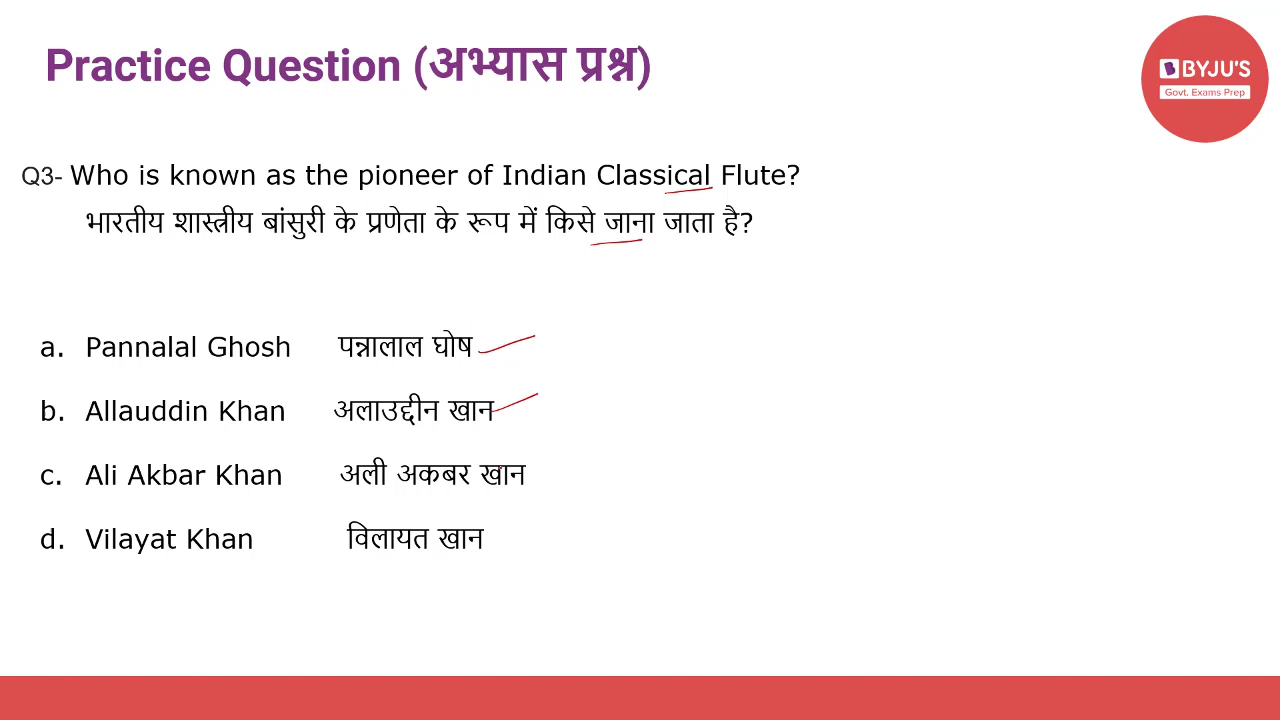 Practice Question (अभ्यास प्रश्न)
BYJU'S
Govt. Exams Prep
Q3- Who is known as the pioneer of Indian Classical Flute?
भारतीय शास्त्रीय बांसुरी के प्रणेता के रूप में किसे जाना जाता है?
a. Pannalal Ghosh पन्नालाल घोष
b. Allauddin Khan अलाउद्दीन खान
c. Ali Akbar Khan अली अकबर खान
d. Vilayat Khan विलायत खान